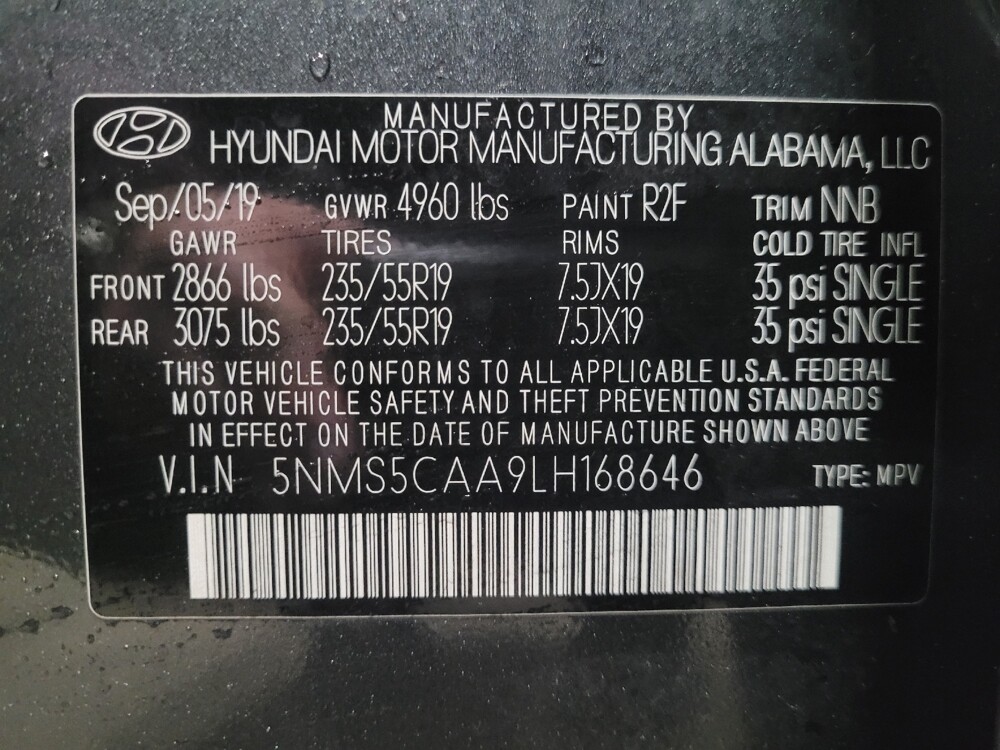 MANUFACTURED BY
HYUNDAI MOTOR MANUFACTURING ALABAMA, LLC
Sep/05/19 GVWR 4960 lbs PAINT R2F TRIM NNB
GAWR TIRES RIMS COLD TIRE INFL
FRONT 2866 lbs 235/55R19 7.5JX19 35 psi SINGLE
REAR 3075 lbs 235/55R19 7.5JX19 35 psi SINGLE
THIS VEHICLE CONFORMS TO ALL APPLICABLE U.S.A. FEDERAL
MOTOR VEHICLE SAFETY AND THEFT PREVENTION STANDARDS
IN EFFECT ON THE DATE OF MANUFACTURE SHOWN ABOVE
V.I.N 5NMS5CAA9LH168646 TYPE: MPV